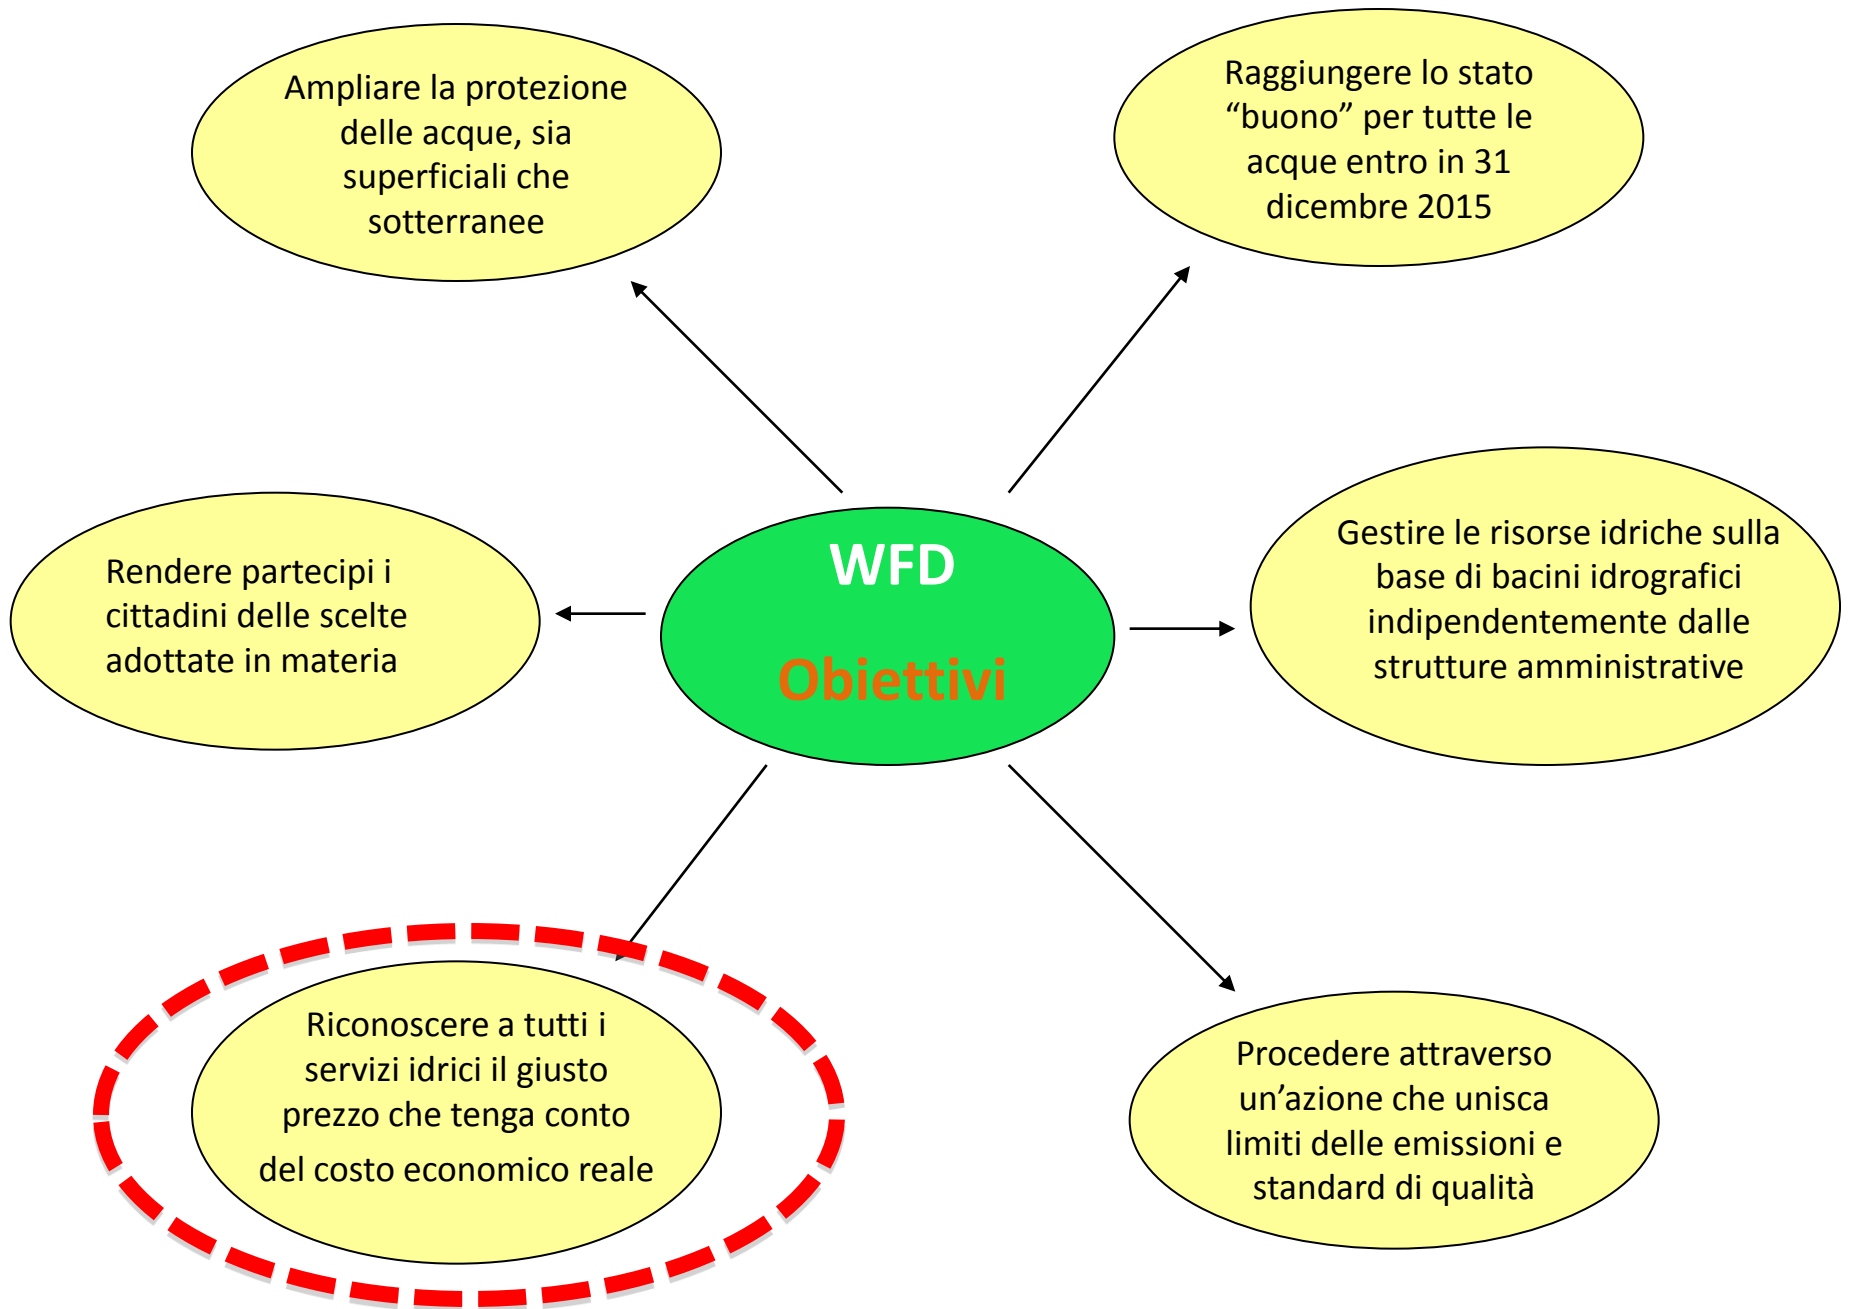 Ampliare la protezione
delle acque, sia
superficiali che
sotterranee
Raggiungere lo stato
“buono” per tutte le
acque entro in 31
dicembre 2015
Rendere partecipi i
cittadini delle scelte
adottate in materia
WFD
Obiettivi
Gestire le risorse idriche sulla
base di bacini idrografici
indipendentemente dalle
strutture amministrative
Riconoscere a tutti i
servizi idrici il giusto
prezzo che tenga conto
del costo economico reale
Procedere attraverso
un’azione che unisca
limiti delle emissioni e
standard di qualità